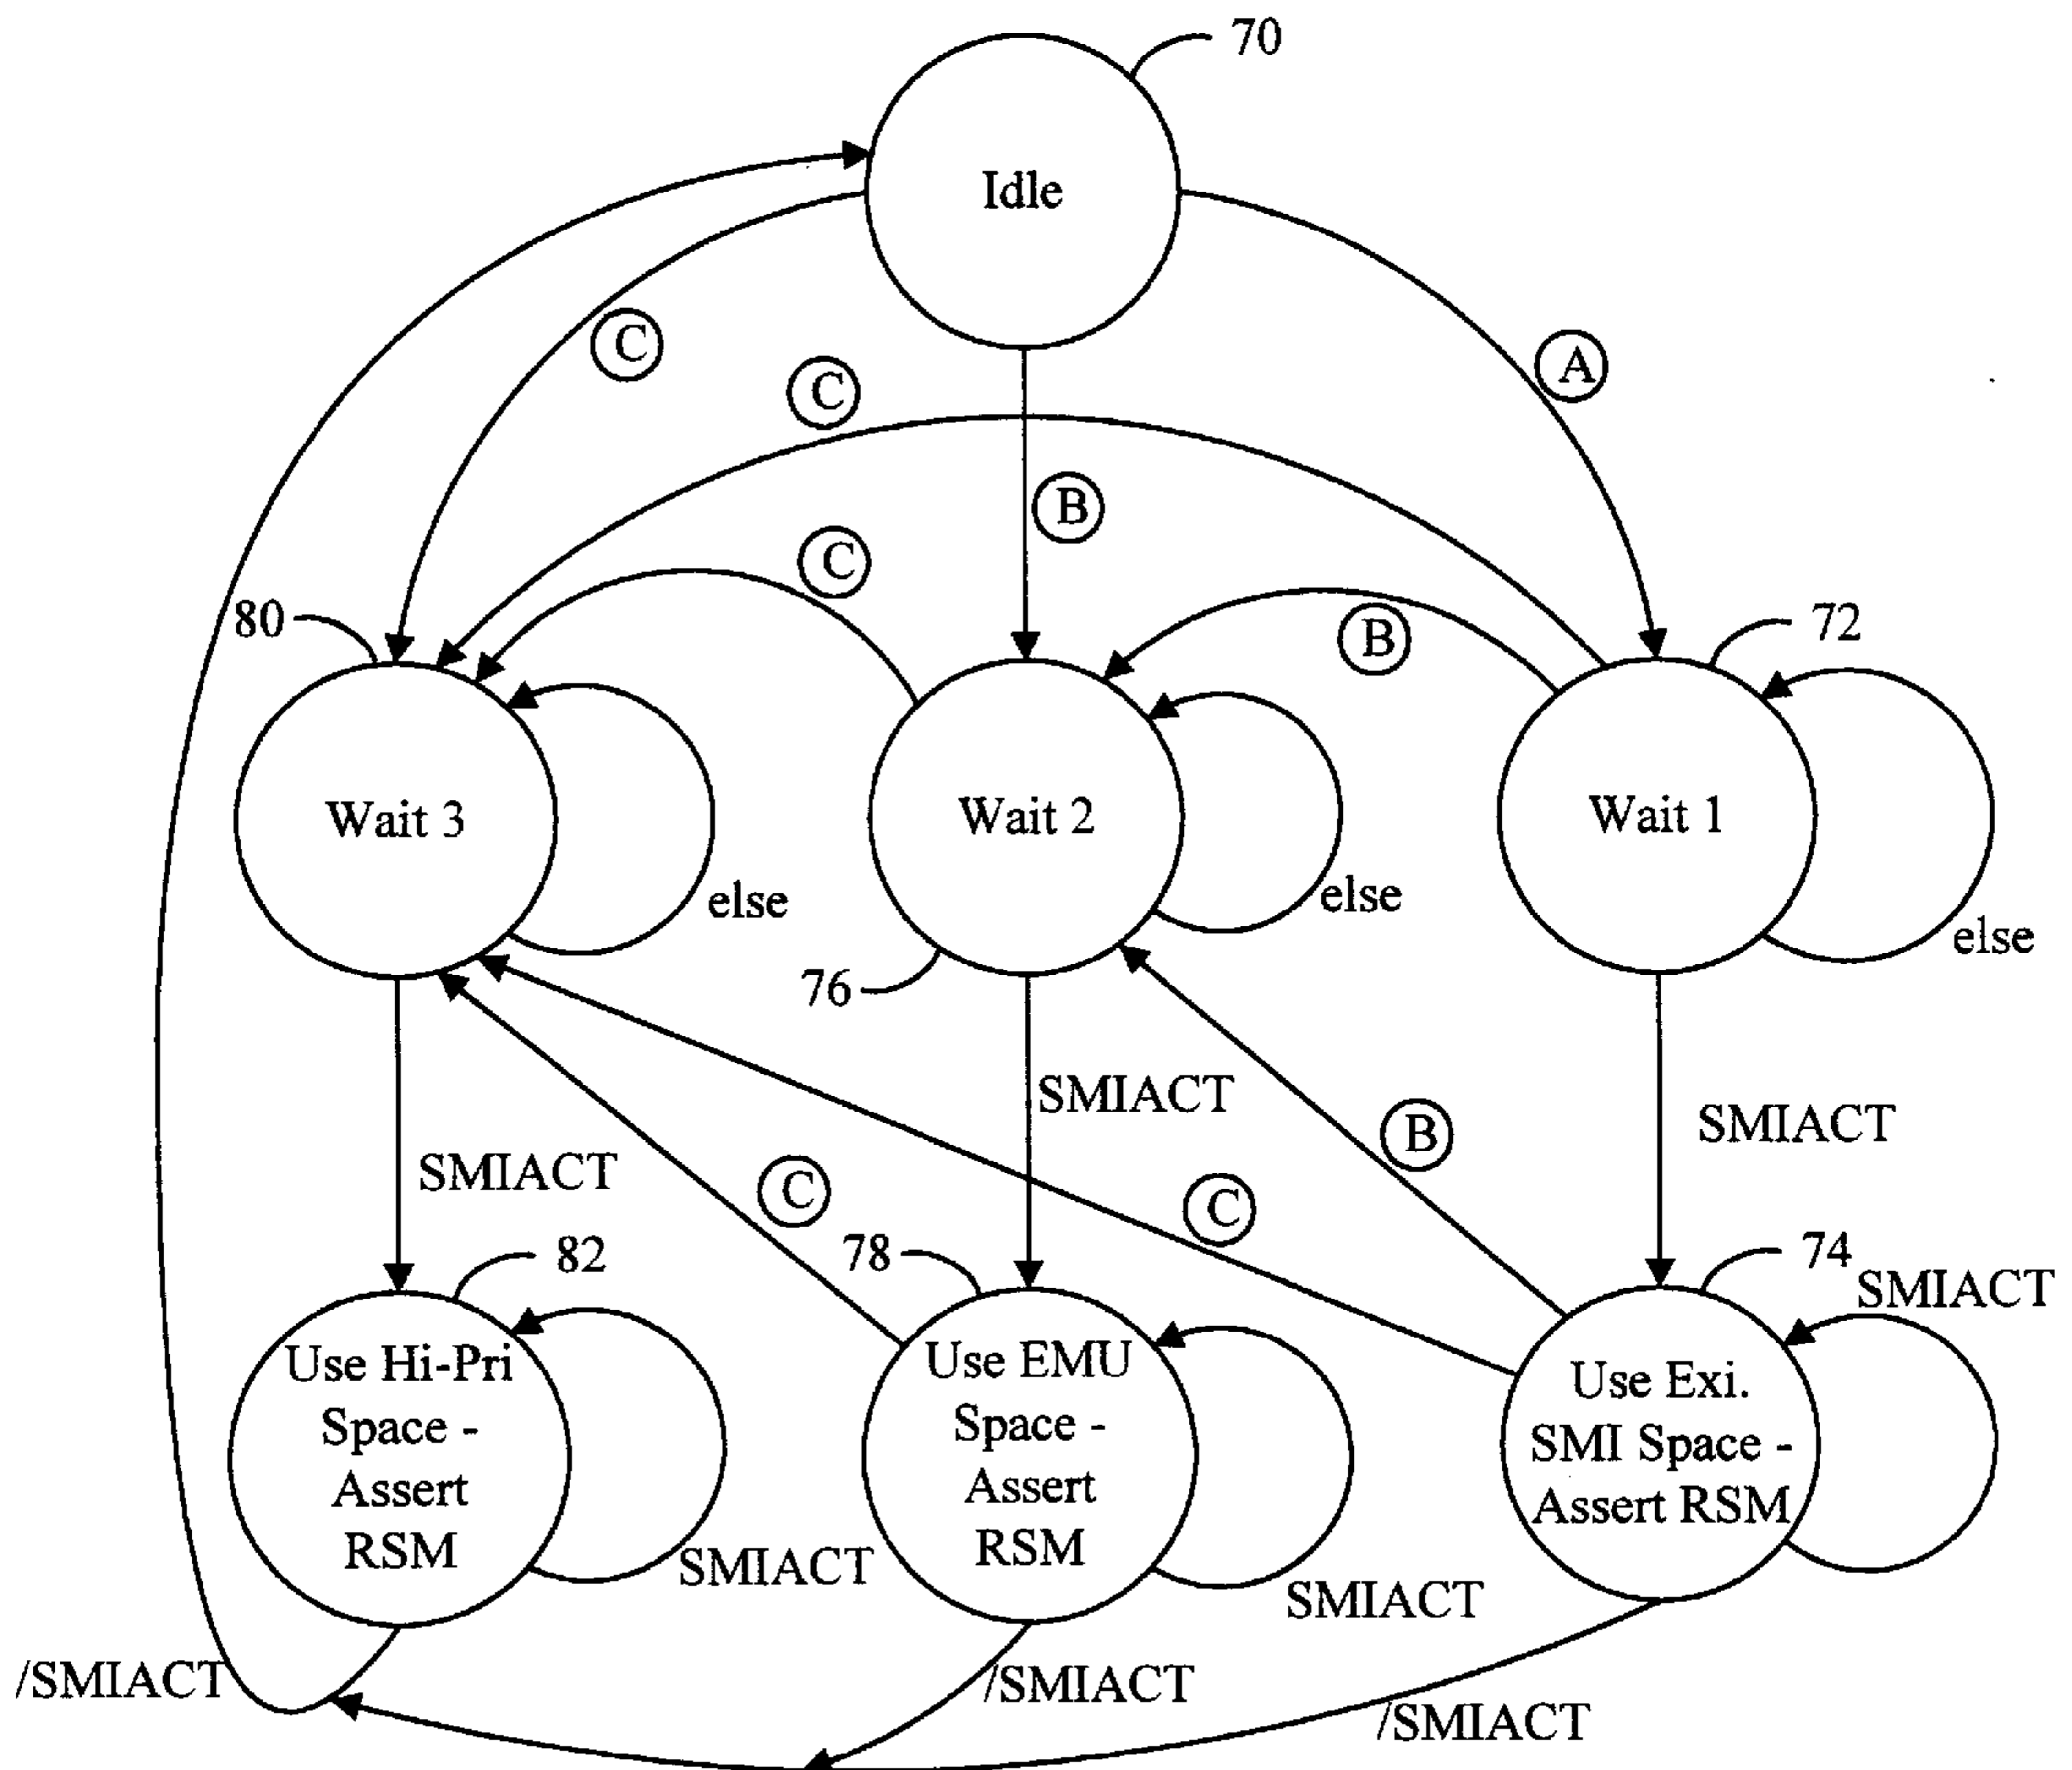 70
Idle
C
A
C
B
C
B
80
72
Wait 3
Wait 2
Wait 1
else
else
else
76
SMIACT
SMIACT
SMIACT
B
C
C
82
78
74
SMIACT
Use Hi-Pri
Space -
Assert
RSM
Use EMU
Space -
Assert
RSM
Use Exi.
SMI Space -
Assert RSM
SMIACT
SMIACT
/SMIACT
/SMIACT
/SMIACT